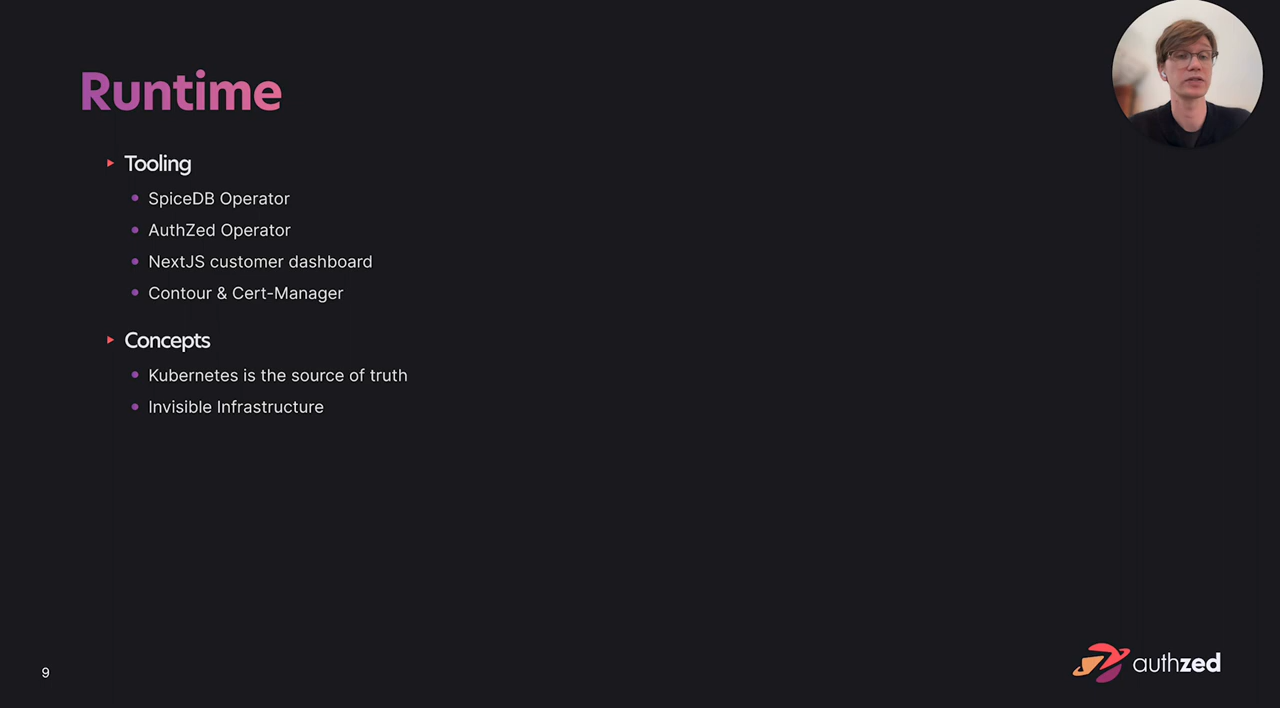 Runtime
Tooling
SpiceDB Operator
AuthZed Operator
NextJS customer dashboard
Contour & Cert-Manager
Concepts
Kubernetes is the source of truth
Invisible Infrastructure
9
authzed